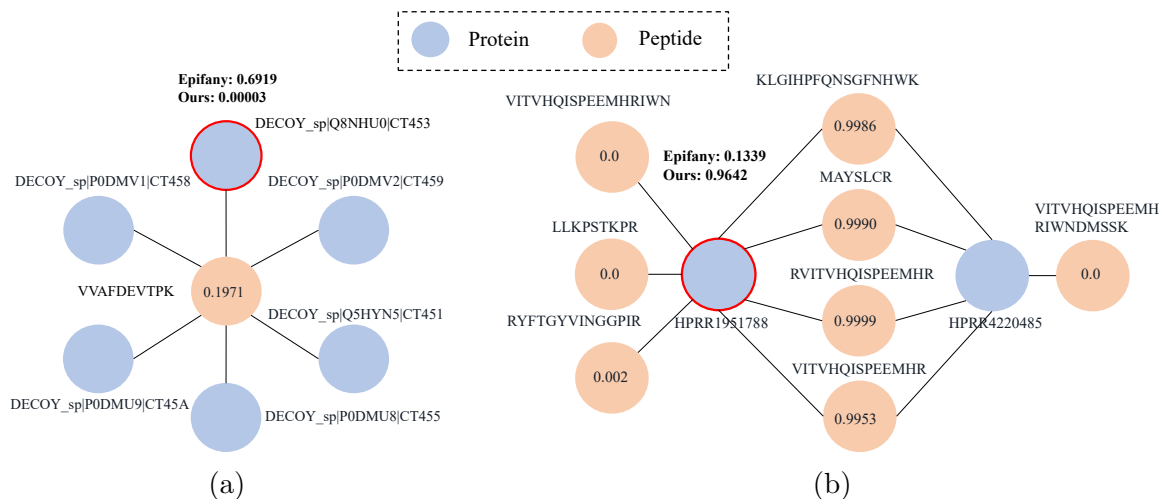 Protein
Peptide
Epifany: 0.6919
Ours: 0.00003
DECOY_sp|Q8NHU0|CT453
DECOY_sp|P0DMV1|CT458
DECOY_sp|P0DMV2|CT459
VVAFDEVTPK
0.1971
DECOY_sp|Q5HYN5|CT451
DECOY_sp|P0DMU9|CT45A
DECOY_sp|P0DMU8|CT455
(a)
KLGIHPFQNSGFNHWK
VITVHQISPEEMHRIWN
0.9986
0.0
Epifany: 0.1339
Ours: 0.9642
MAYSLCR
LLKPSTKPR
0.9990
VITVHQISPEEMH
RIWNDMSSK
0.0
RVITVHQISPEEMHR
0.0
RYFTGYVINGGPIR
HPRR1951788
0.9999
HPRR4220485
VITVHQISPEEMHR
0.002
0.9953
(b)